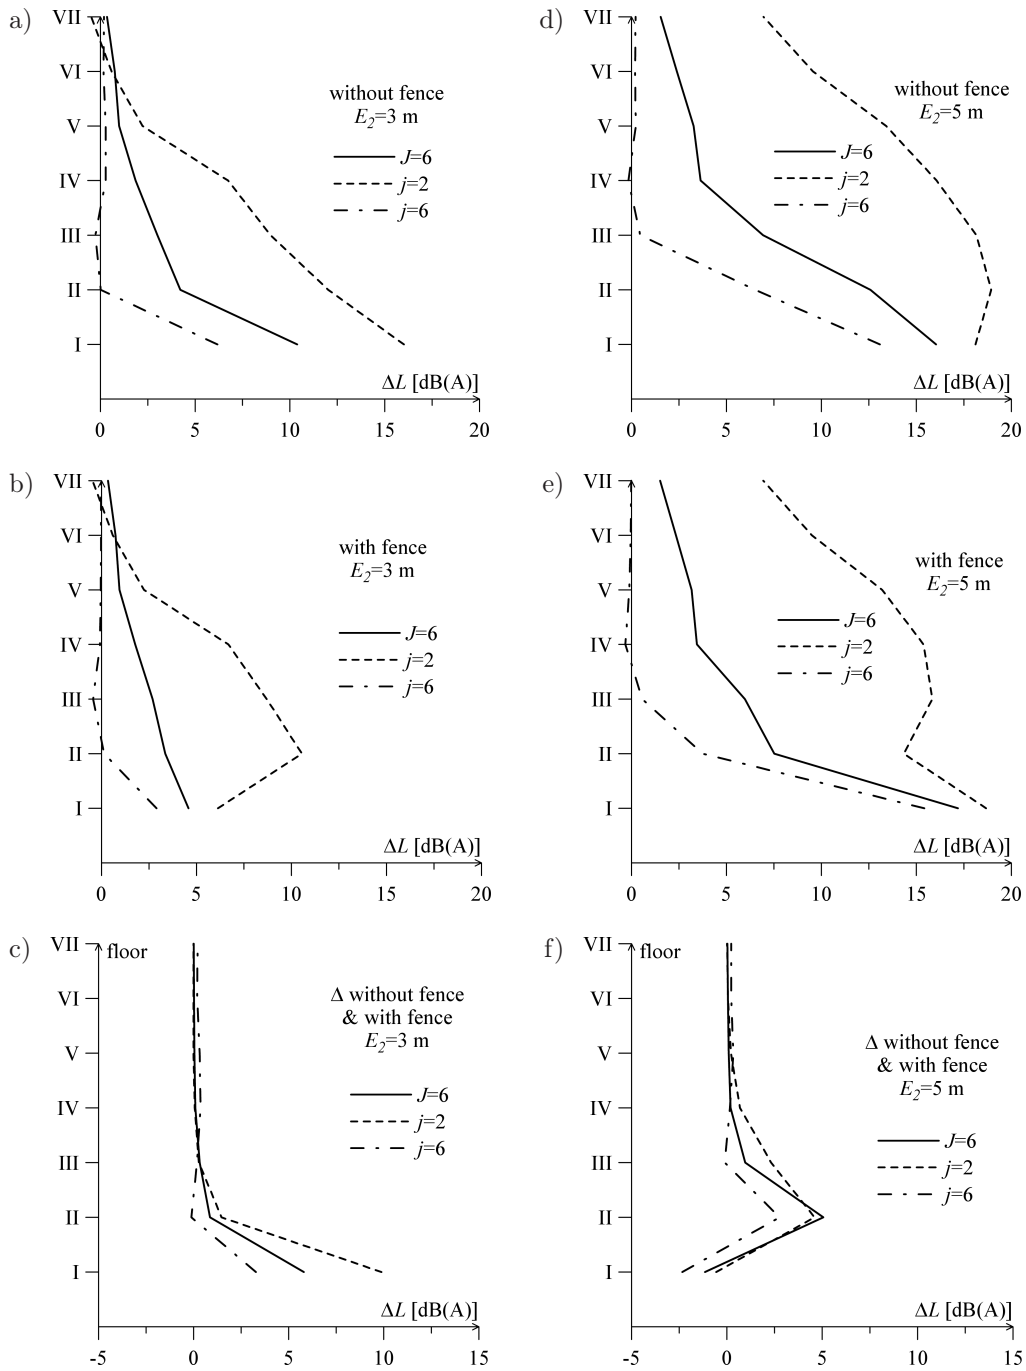 a)
VII
VI
V
IV
III
II
I
without fence
E₂=3 m
J=6
j=2
j=6
ΔL [dB(A)]
0 5 10 15 20
d)
VII
VI
V
IV
III
II
I
without fence
E₂=5 m
J=6
j=2
j=6
ΔL [dB(A)]
0 5 10 15 20
b)
VII
VI
V
IV
III
II
I
with fence
E₂=3 m
J=6
j=2
j=6
ΔL [dB(A)]
0 5 10 15 20
e)
VII
VI
V
IV
III
II
I
with fence
E₂=5 m
J=6
j=2
j=6
ΔL [dB(A)]
0 5 10 15 20
c)
VII
floor
VI
V
IV
III
II
I
Δ without fence
& with fence
E₂=3 m
J=6
j=2
j=6
ΔL [dB(A)]
-5 0 5 10 15
f)
VII
floor
VI
V
IV
III
II
I
Δ without fence
& with fence
E₂=5 m
J=6
j=2
j=6
ΔL [dB(A)]
-5 0 5 10 15